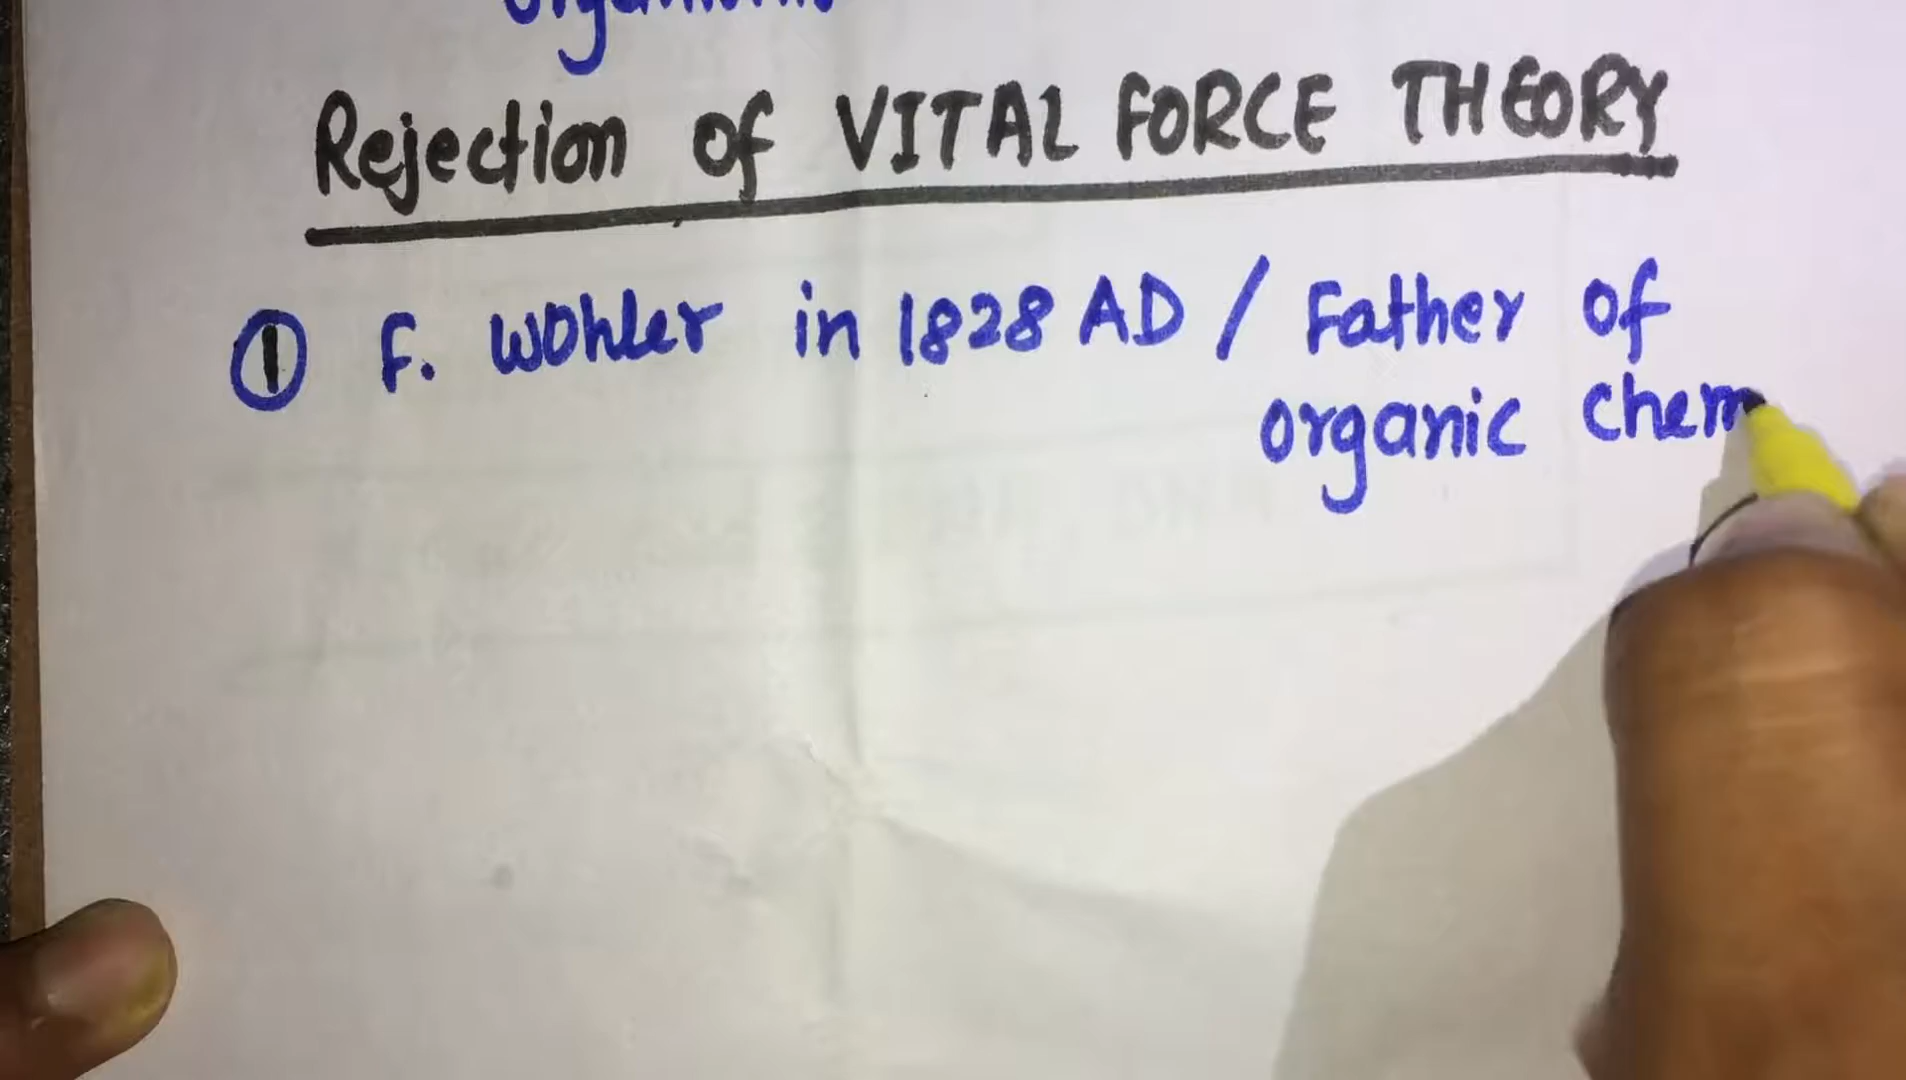 Rejection of VITAL FORCE THEORY
① F. Wohler in 1828 AD / Father of
organic Chem